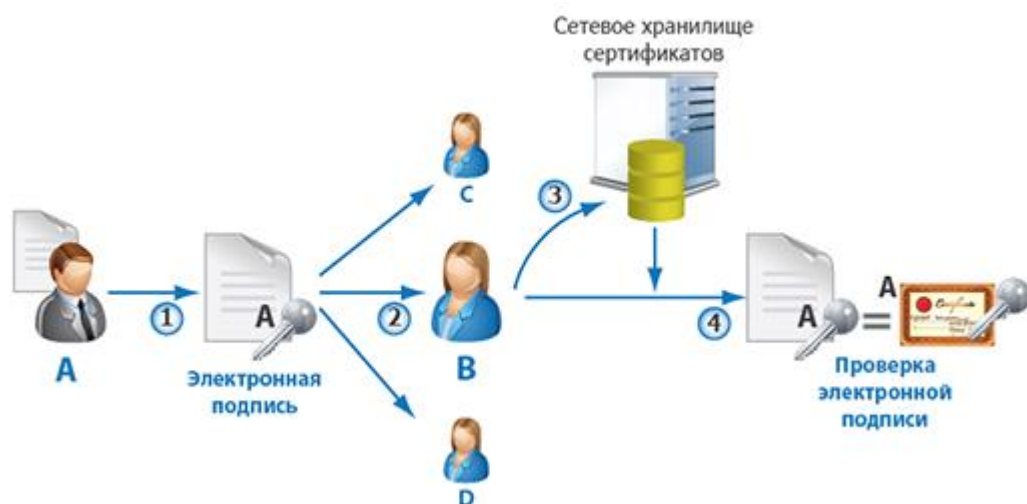 Сетевое хранилище
сертификатов
C
3
A
1
A
Электронная
подпись
2
B
4
A
=
A
Проверка
электронной
подписи
D